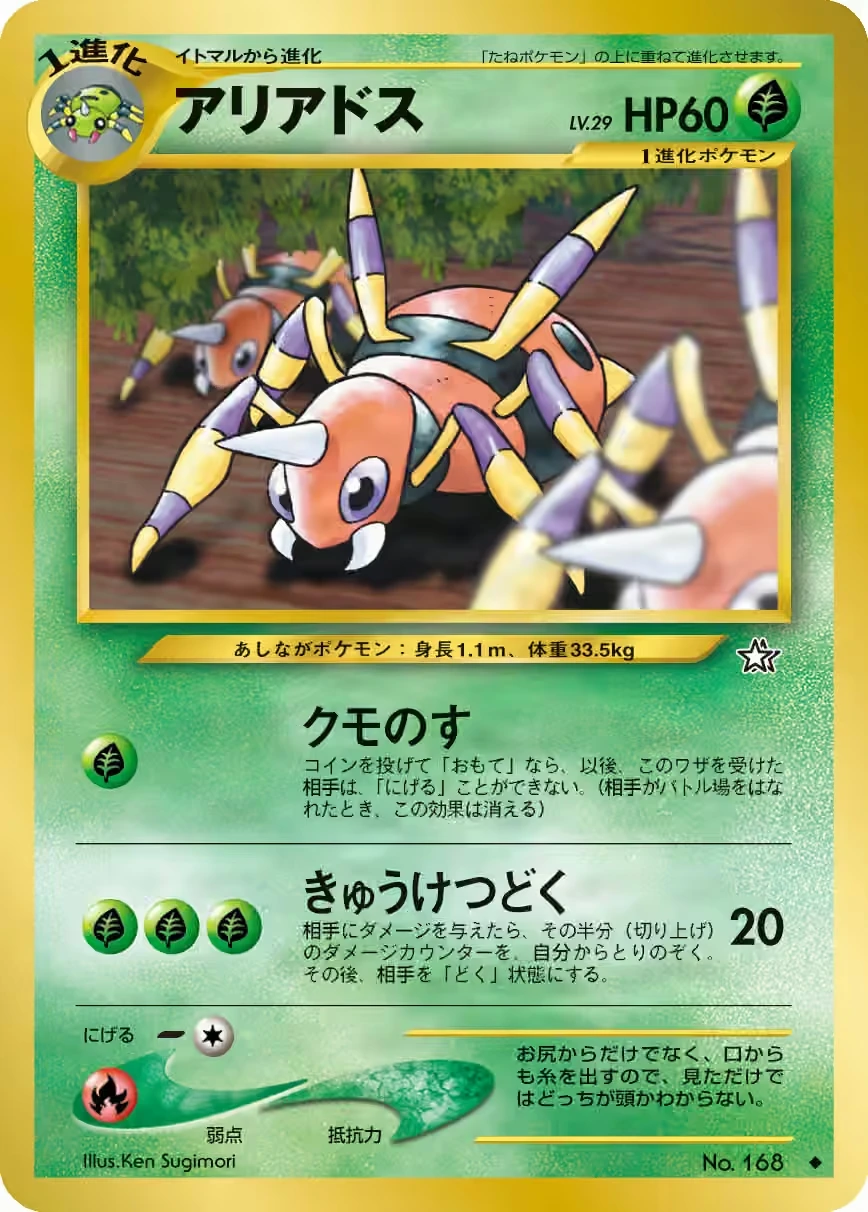 1進化
イトマルから進化
「たねポケモン」の上に重ねて進化させます。
アリアドス
LV.29 HP60
1進化ポケモン
あしながポケモン：身長1.1m、体重33.5kg
クモのす
コインを投げて「おもて」なら、以後、このワザを受けた
相手は、「にげる」ことができない。（相手がバトル場をはな
れたとき、この効果は消える）
きゅうけつどく
相手にダメージを与えたら、その半分（切り上げ）
のダメージカウンターを、自分からとりのぞく。
その後、相手を「どく」状態にする。
20
にげる
お尻からだけでなく、口から
も糸を出すので、見ただけで
はどっちが頭かわからない。
弱点
抵抗力
Illus.Ken Sugimori
No. 168